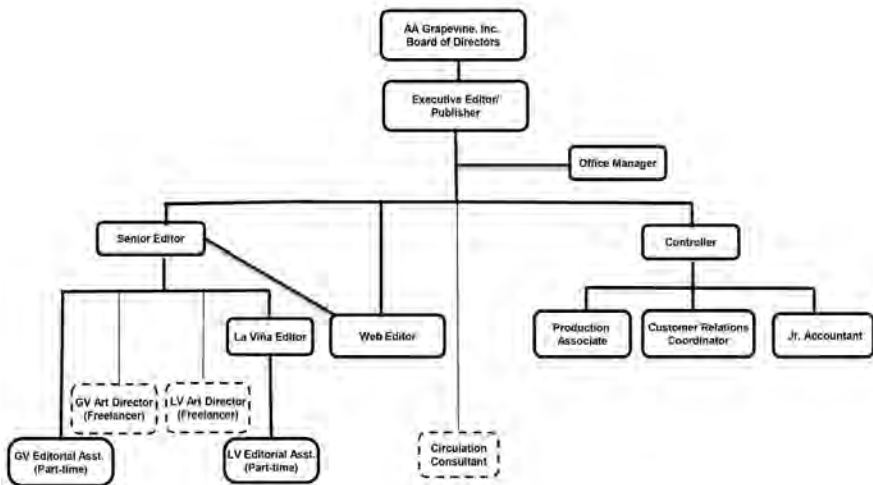 AA Grapevine, Inc.
Board of Directors
Executive Editor/
Publisher
Office Manager
Senior Editor
Controller
La Viña Editor
Web Editor
Production
Associate
Customer Relations
Coordinator
Jr. Accountant
GV Art Director
(Freelancer)
LV Art Director
(Freelancer)
GV Editorial Asst.
(Part-time)
LV Editorial Asst.
(Part-time)
Circulation
Consultant